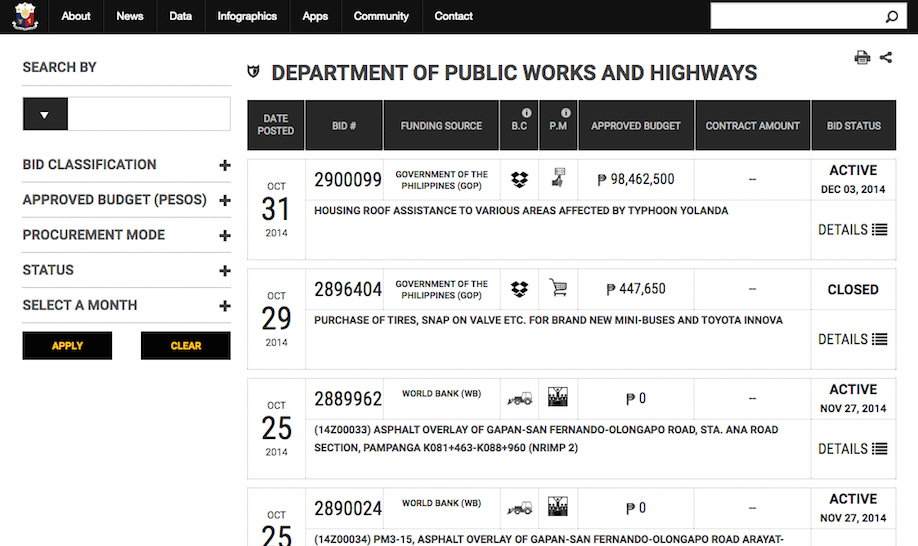 About News Data Infographics Apps Community Contact
SEARCH BY
BID CLASSIFICATION +
APPROVED BUDGET (PESOS) +
PROCUREMENT MODE +
STATUS +
SELECT A MONTH +
APPLY CLEAR
DEPARTMENT OF PUBLIC WORKS AND HIGHWAYS
DATE POSTED BID # FUNDING SOURCE B.C P.M APPROVED BUDGET CONTRACT AMOUNT BID STATUS
OCT
31
2014
2900099
GOVERNMENT OF THE
PHILIPPINES (GOP)
₱ 98,462,500
--
ACTIVE
DEC 03, 2014
HOUSING ROOF ASSISTANCE TO VARIOUS AREAS AFFECTED BY TYPHOON YOLANDA
DETAILS
OCT
29
2014
2896404
GOVERNMENT OF THE
PHILIPPINES (GOP)
₱ 447,650
--
CLOSED
PURCHASE OF TIRES, SNAP ON VALVE ETC. FOR BRAND NEW MINI-BUSES AND TOYOTA INNOVA
DETAILS
OCT
25
2014
2889962
WORLD BANK (WB)
₱ 0
--
ACTIVE
NOV 27, 2014
(14Z00033) ASPHALT OVERLAY OF GAPAN-SAN FERNANDO-OLONGAPO ROAD, STA. ANA ROAD
SECTION, PAMPANGA K081+463-K088+960 (NRIMP 2)
DETAILS
OCT
25
2890024
WORLD BANK (WB)
₱ 0
--
ACTIVE
NOV 27, 2014
(14Z00034) PM3-15, ASPHALT OVERLAY OF GAPAN-SAN FERNANDO-OLONGAPO ROAD ARAYAT-